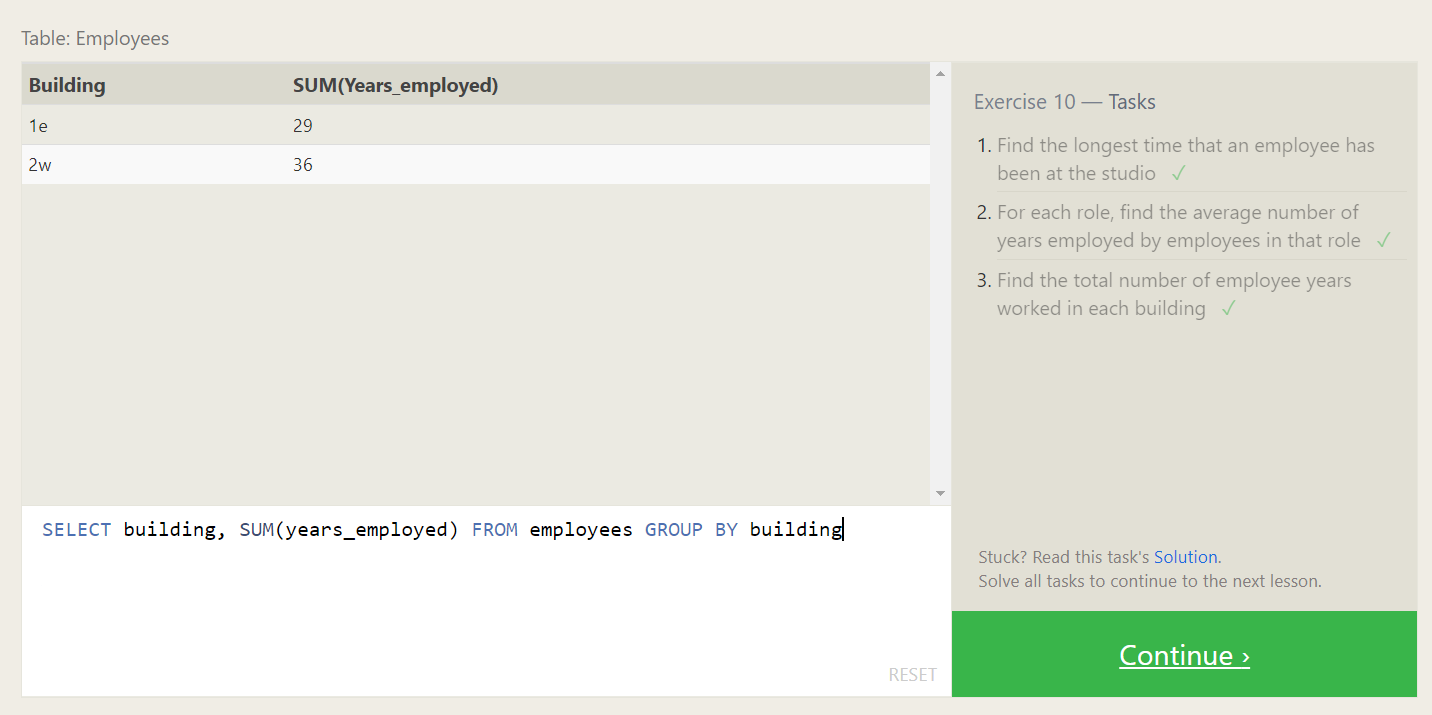 Table: Employees
Building SUM(Years_employed)
1e 29
2w 36
SELECT building, SUM(years_employed) FROM employees GROUP BY building
RESET
Exercise 10 — Tasks
1. Find the longest time that an employee has
been at the studio ✓
2. For each role, find the average number of
years employed by employees in that role ✓
3. Find the total number of employee years
worked in each building ✓
Stuck? Read this task's Solution.
Solve all tasks to continue to the next lesson.
Continue ›